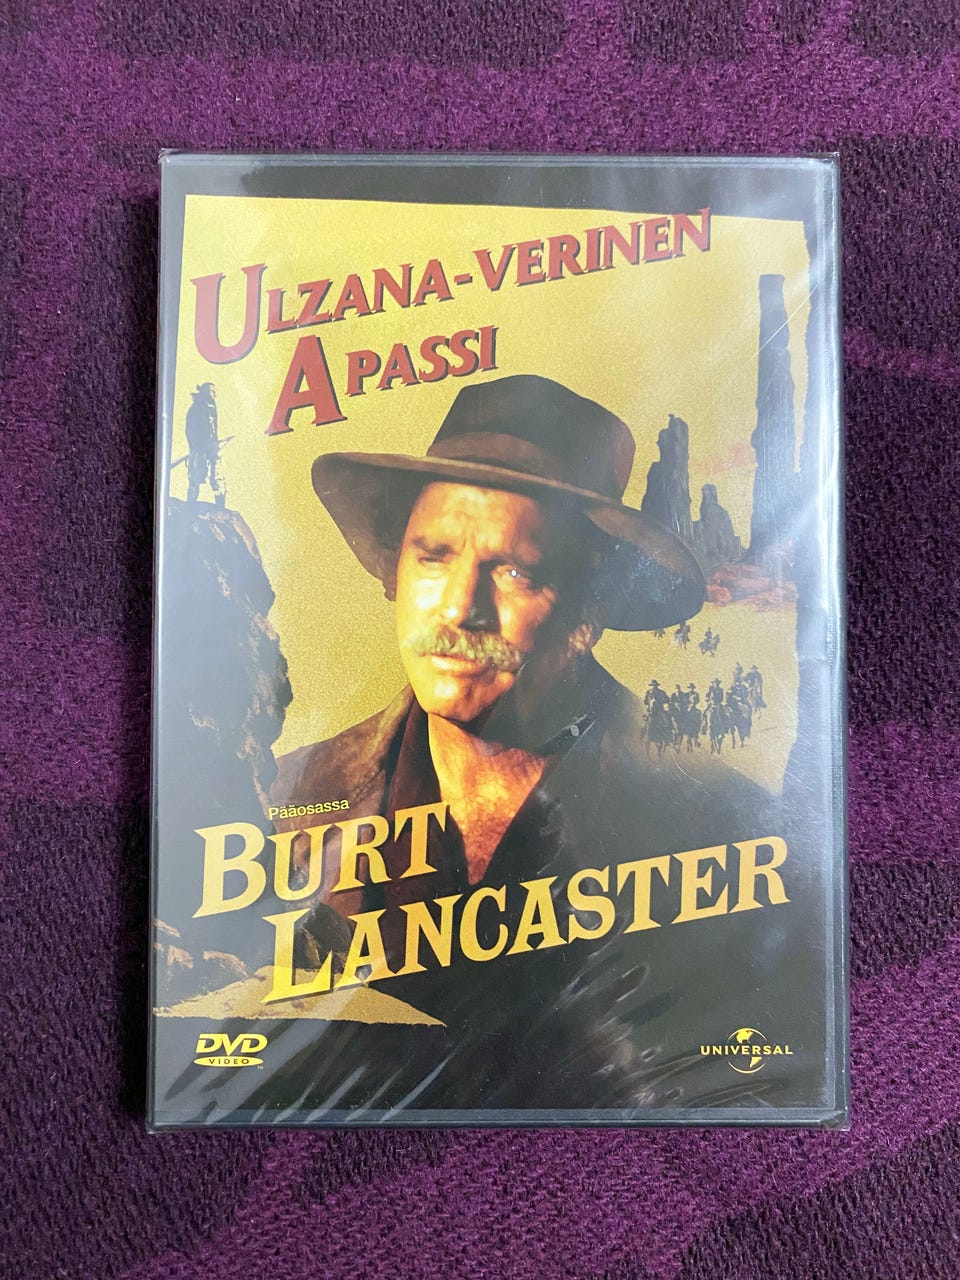 ULZANA-VERINEN
APASSI
Pääosassa
BURT
LANCASTER
DVD
VIDEO
UNIVERSAL